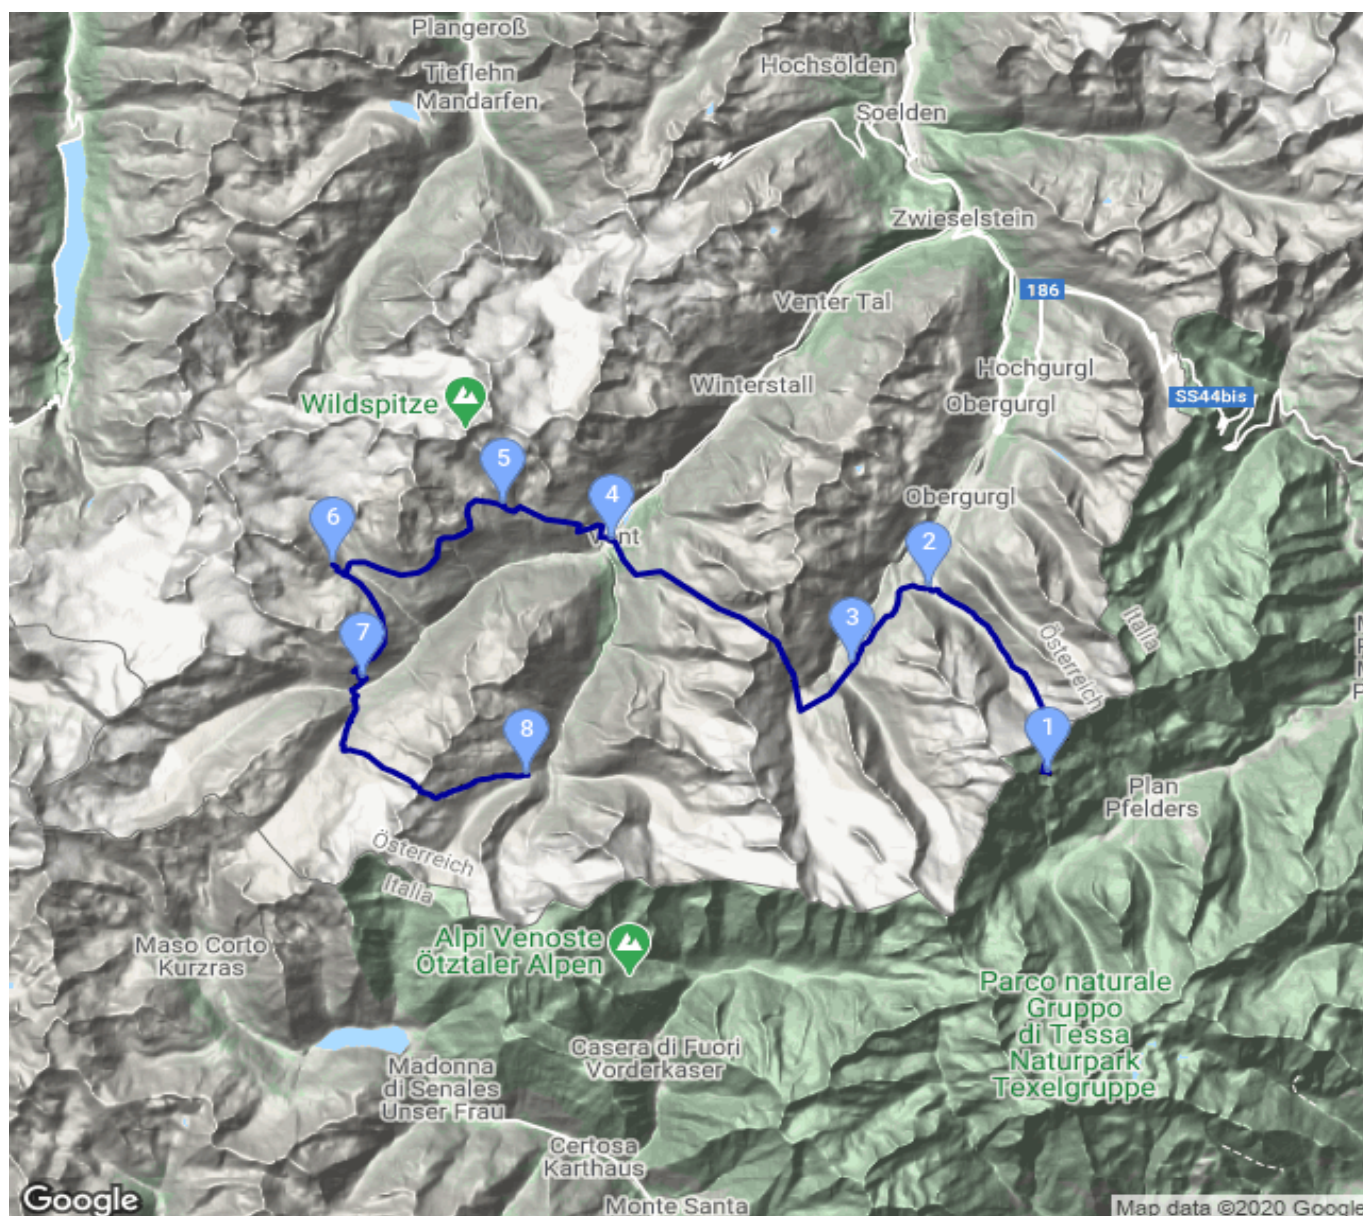 Plangeroß
Tieflehn
Mandarfen
Hochsölden
Soelden
Zwieselstein
186
Venter Tal
Winterstall
Hochgurgl
Obergurgl
SS44bis
Wildspitze
5
4
Obergurgl
6
Vent
2
3
Italia
Österreich
7
8
1
Plan
Pfelders
Österreich
Italia
Alpi Venoste
Ötztaler Alpen
Maso Corto
Kurzras
Parco naturale
Gruppo
di Tessa
Naturpark
Texelgruppe
Casera di Fuori
Vorderkaser
Madonna
di Senales
Unser Frau
Certosa
Karthaus
Monte Santa
Google
Map data ©2020 Google